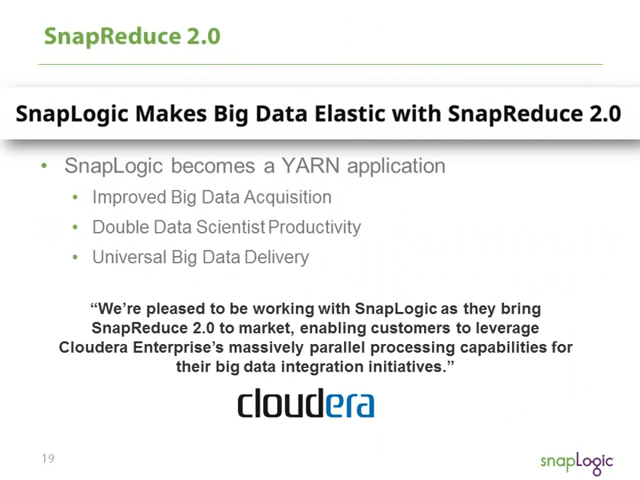 SnapReduce 2.0
SnapLogic Makes Big Data Elastic with SnapReduce 2.0
• SnapLogic becomes a YARN application
• Improved Big Data Acquisition
• Double Data Scientist Productivity
• Universal Big Data Delivery
“We’re pleased to be working with SnapLogic as they bring
SnapReduce 2.0 to market, enabling customers to leverage
Cloudera Enterprise’s massively parallel processing capabilities for
their big data integration initiatives.”
cloudera
19
snapLogic